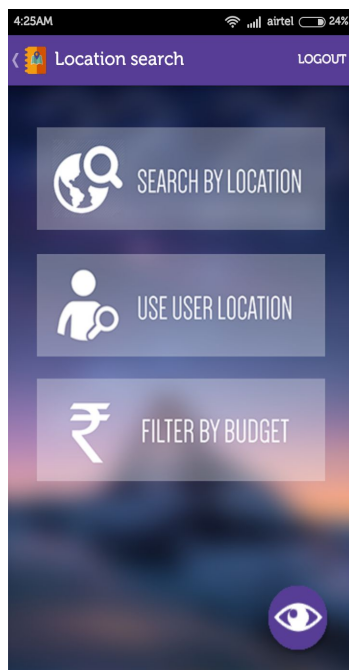 4:25AM airtel 24%
Location search LOGOUT
SEARCH BY LOCATION
USE USER LOCATION
₹ FILTER BY BUDGET